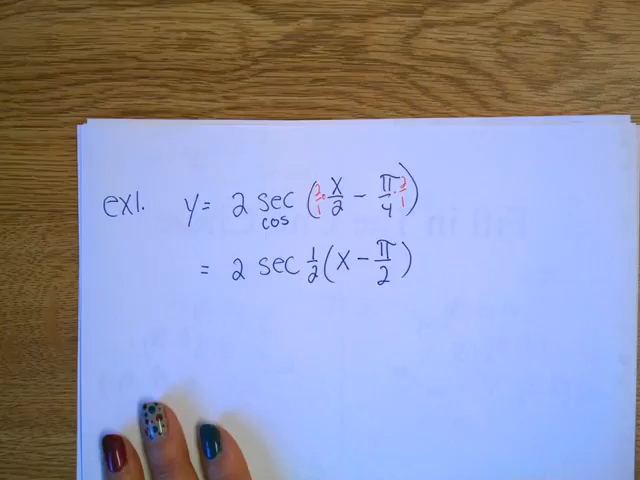 ex1. y = 2 sec (2/1 · x/2 − π/4 · 2/1)
cos
= 2 sec 1/2 (x − π/2)